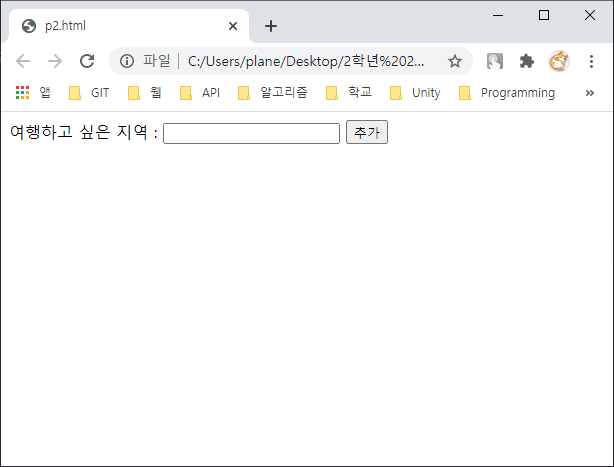 p2.html
파일 C:/Users/plane/Desktop/2학년%202...
앱 GIT 웹 API 알고리즘 학교 Unity Programming »
여행하고 싶은 지역 : 추가